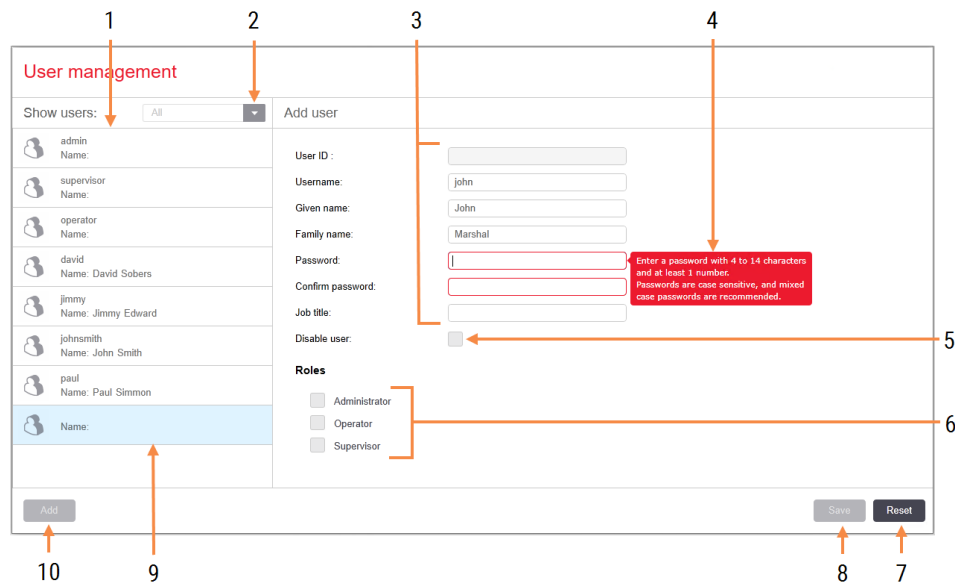 1
2
3
4
User management
Show users:
All
Add user
admin
Name:
supervisor
Name:
operator
Name:
david
Name: David Sobers
jimmy
Name: Jimmy Edward
johnsmith
Name: John Smith
paul
Name: Paul Simmon
Name:
User ID :
Username:
john
Given name:
John
Family name:
Marshal
Password:
Enter a password with 4 to 14 characters
and at least 1 number.
Passwords are case sensitive, and mixed
case passwords are recommended.
Confirm password:
Job title:
Disable user:
5
Roles
Administrator
Operator
6
Supervisor
Add
Save
Reset
10
9
8
7